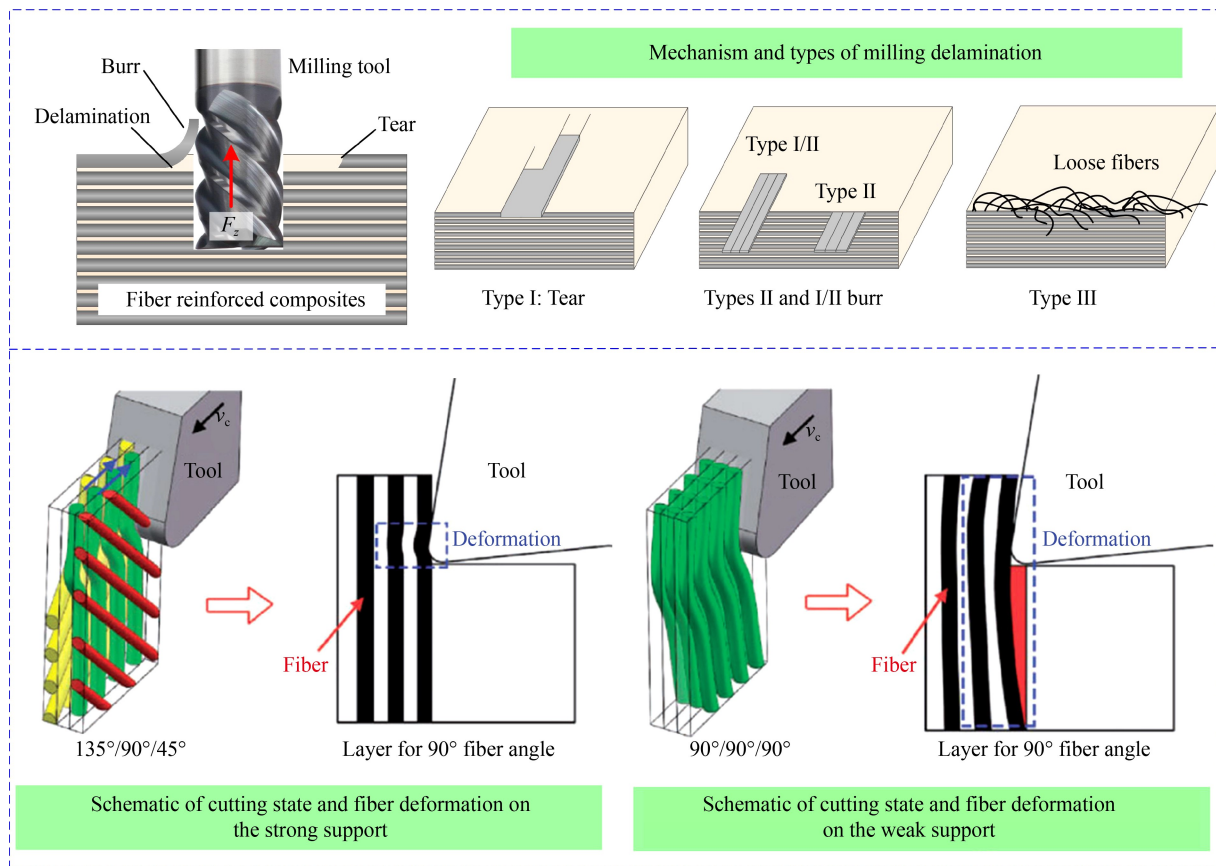 Mechanism and types of milling delamination
Burr
Milling tool
Delamination
Tear
F_z
Fiber reinforced composites
Type I: Tear
Type I/II
Type II
Types II and I/II burr
Loose fibers
Type III
v_c
Tool
135°/90°/45°
Tool
Deformation
Fiber
Layer for 90° fiber angle
Schematic of cutting state and fiber deformation on
the strong support
v_c
Tool
90°/90°/90°
Tool
Deformation
Fiber
Layer for 90° fiber angle
Schematic of cutting state and fiber deformation
on the weak support